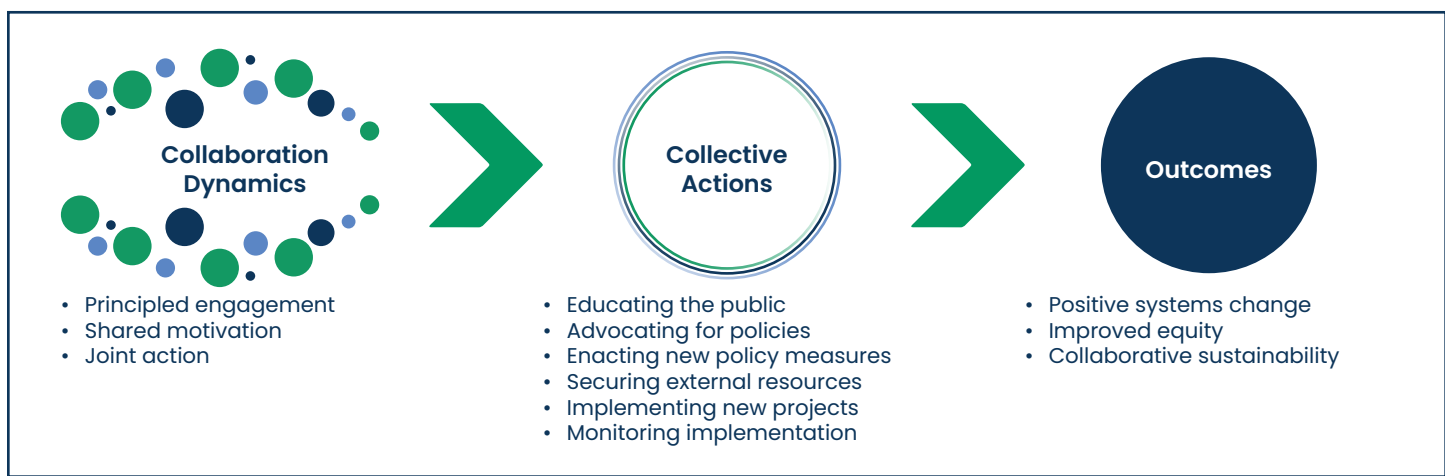 Collaboration
Dynamics
• Principled engagement
• Shared motivation
• Joint action
Collective
Actions
• Educating the public
• Advocating for policies
• Enacting new policy measures
• Securing external resources
• Implementing new projects
• Monitoring implementation
Outcomes
• Positive systems change
• Improved equity
• Collaborative sustainability